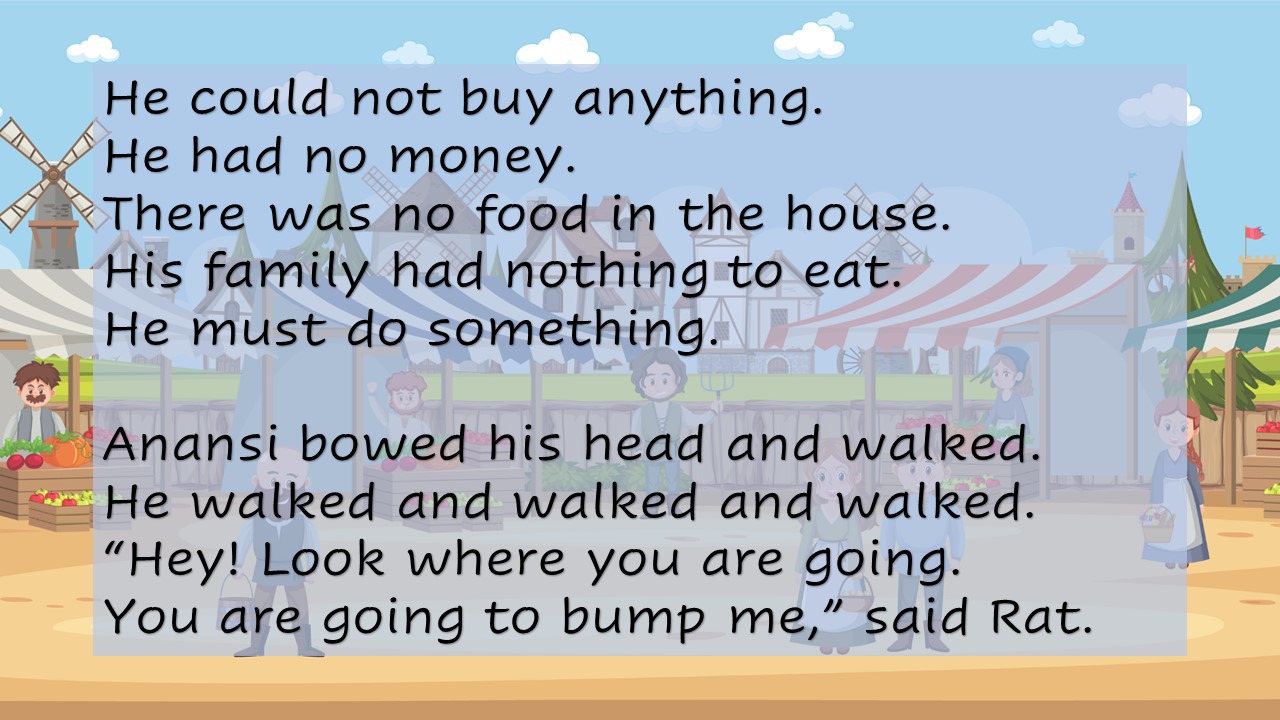 He could not buy anything.
He had no money.
There was no food in the house.
His family had nothing to eat.
He must do something.
Anansi bowed his head and walked.
He walked and walked and walked.
“Hey! Look where you are going.
You are going to bump me,” said Rat.